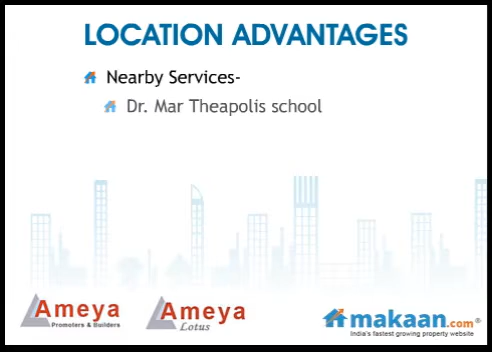 LOCATION ADVANTAGES
Nearby Services-
Dr. Mar Theapolis school
Ameya
Promoters & Builders
Ameya
Lotus
makaan.com®
India's fastest growing property website